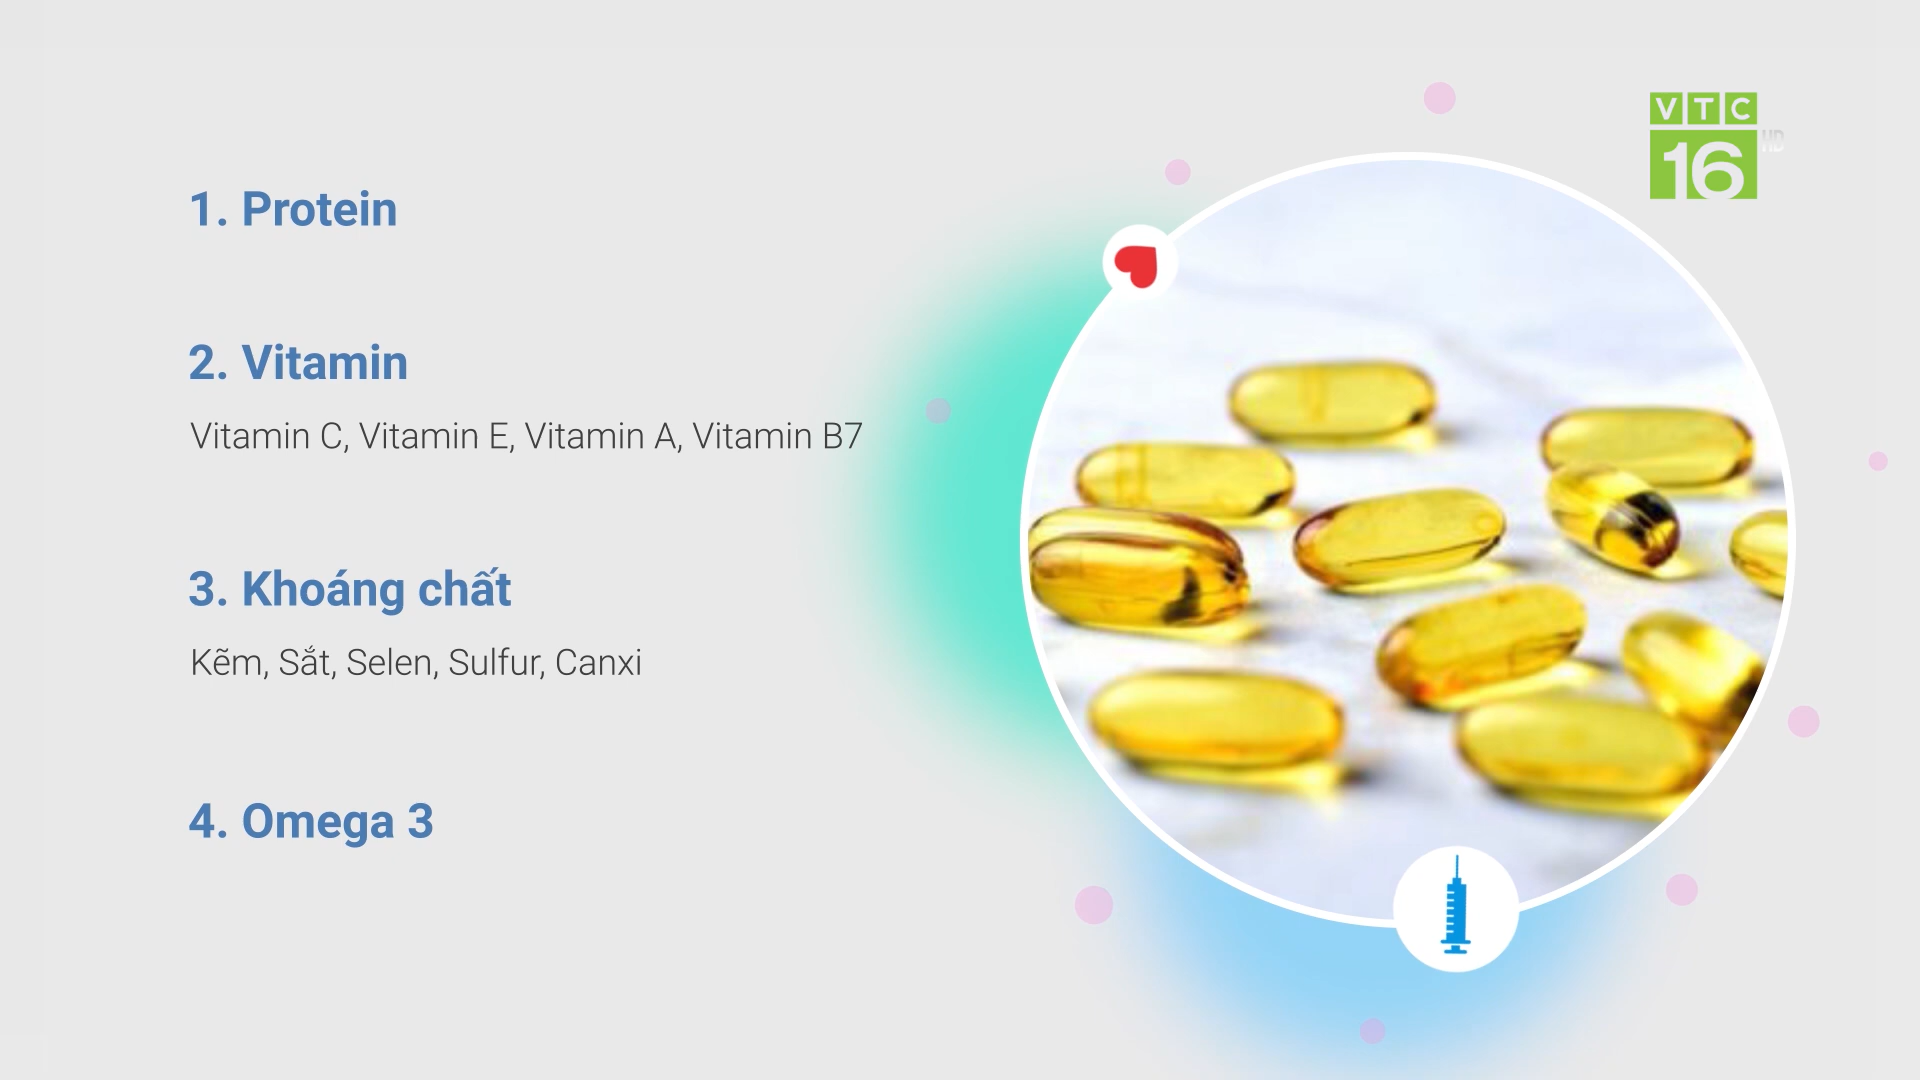 VTC
16
HD
1. Protein
2. Vitamin
Vitamin C, Vitamin E, Vitamin A, Vitamin B7
3. Khoáng chất
Kẽm, Sắt, Selen, Sulfur, Canxi
4. Omega 3